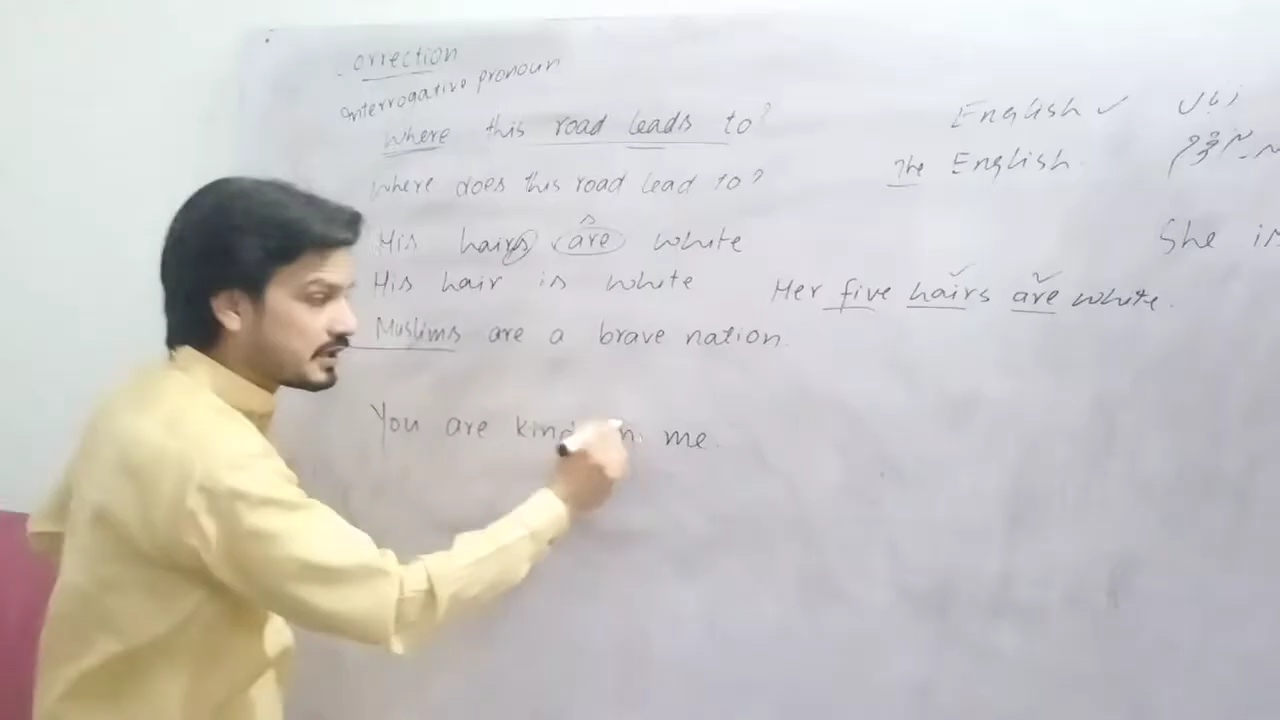 Correction
interrogative pronoun
Where this road leads to?
Where does this road lead to?
His hairs are white
His hair is white
Muslims are a brave nation.
You are kind me.
English ✓
The English
She is
Her five hairs are white.